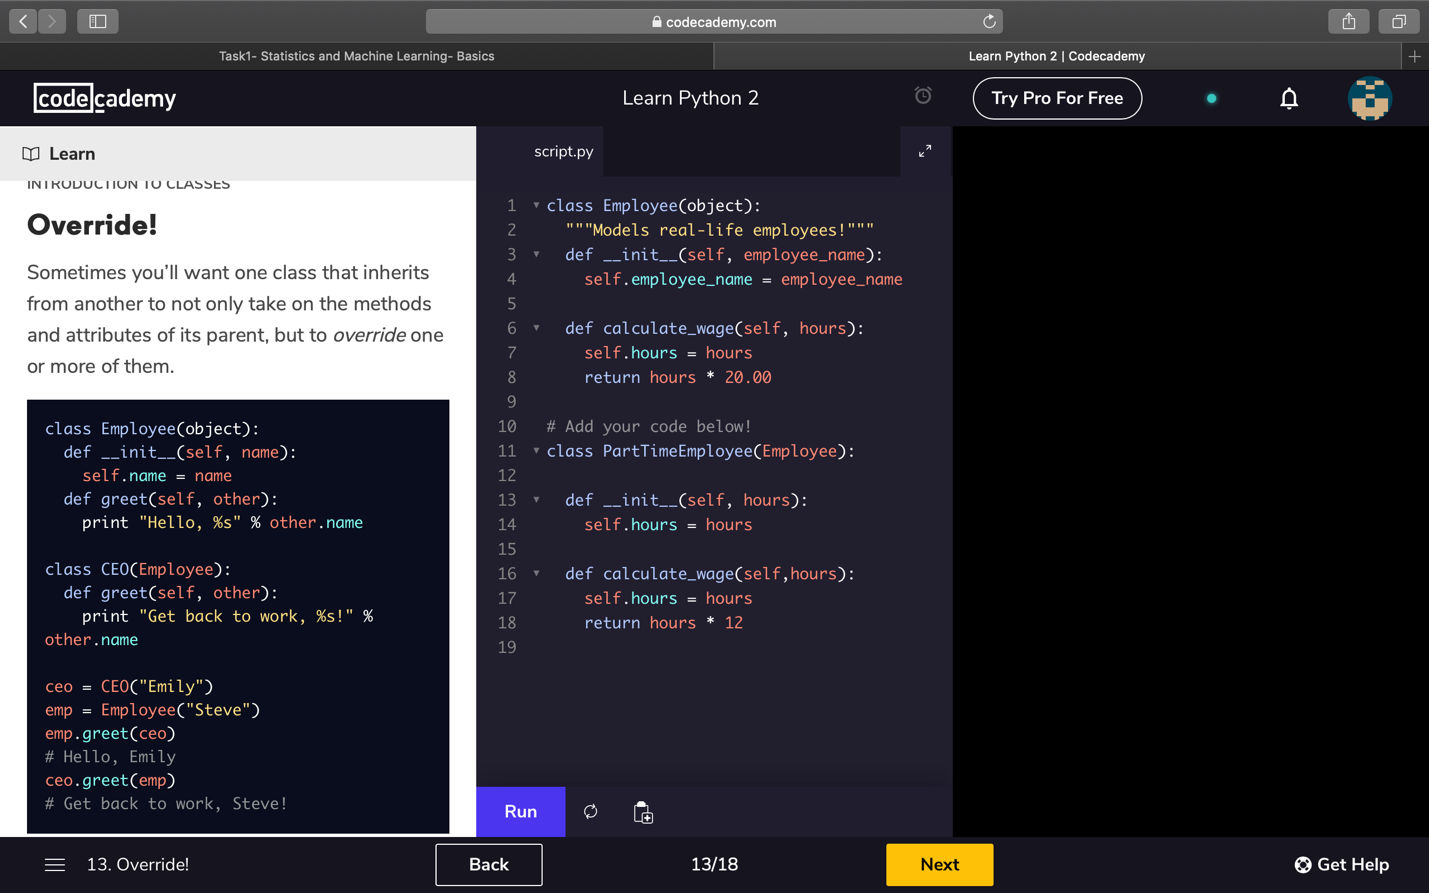 codecademy.com
Task1- Statistics and Machine Learning- Basics
Learn Python 2 | Codecademy
codecademy
Learn Python 2
Try Pro For Free
Learn
INTRODUCTION TO CLASSES
Override!
Sometimes you’ll want one class that inherits
from another to not only take on the methods
and attributes of its parent, but to override one
or more of them.
class Employee(object):
  def __init__(self, name):
    self.name = name
  def greet(self, other):
    print "Hello, %s" % other.name

class CEO(Employee):
  def greet(self, other):
    print "Get back to work, %s!" %
other.name

ceo = CEO("Emily")
emp = Employee("Steve")
emp.greet(ceo)
# Hello, Emily
ceo.greet(emp)
# Get back to work, Steve!
script.py
1 class Employee(object):
2   """Models real-life employees!"""
3   def __init__(self, employee_name):
4     self.employee_name = employee_name
5
6   def calculate_wage(self, hours):
7     self.hours = hours
8     return hours * 20.00
9
10 # Add your code below!
11 class PartTimeEmployee(Employee):
12
13   def __init__(self, hours):
14     self.hours = hours
15
16   def calculate_wage(self,hours):
17     self.hours = hours
18     return hours * 12
19
Run
13. Override!
Back
13/18
Next
Get Help